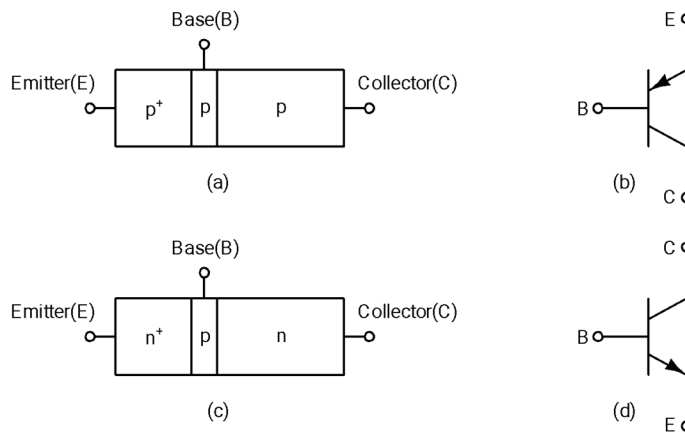 Base(B)
E
Emitter(E)
Collector(C)
p⁺
p
p
B
(a)
(b)
C
Base(B)
C
Emitter(E)
Collector(C)
n⁺
p
n
B
(c)
(d)
E